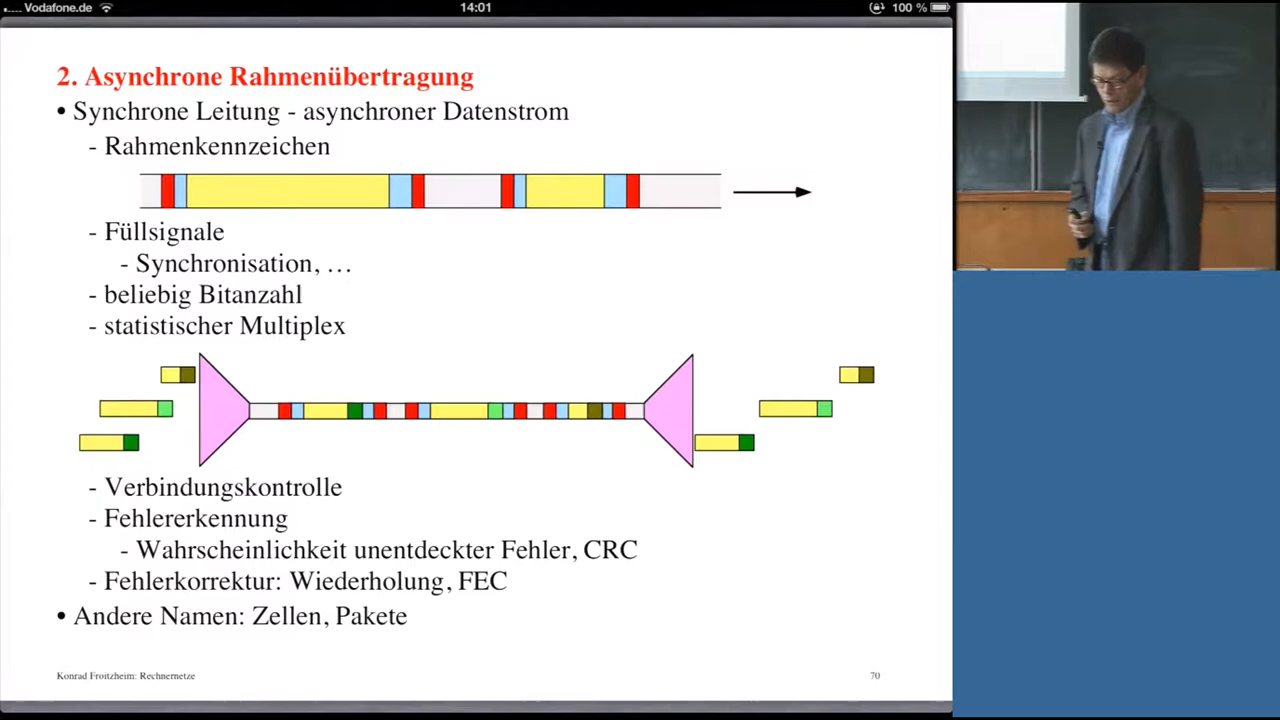 Vodafone.de
14:01
100 %
2. Asynchrone Rahmenübertragung
• Synchrone Leitung - asynchroner Datenstrom
- Rahmenkennzeichen
- Füllsignale
- Synchronisation, …
- beliebig Bitanzahl
- statistischer Multiplex
- Verbindungskontrolle
- Fehlererkennung
- Wahrscheinlichkeit unentdeckter Fehler, CRC
- Fehlerkorrektur: Wiederholung, FEC
• Andere Namen: Zellen, Pakete
Konrad Froitzheim: Rechnernetze
70